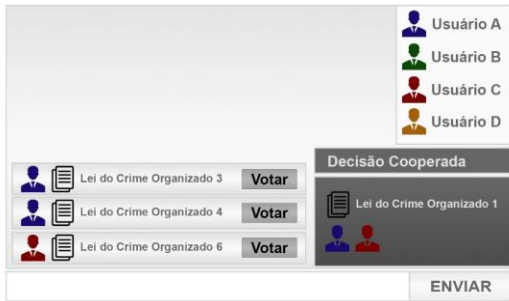 Usuário A
Usuário B
Usuário C
Usuário D
Decisão Cooperada
Lei do Crime Organizado 3 Votar
Lei do Crime Organizado 4 Votar
Lei do Crime Organizado 6 Votar
Lei do Crime Organizado 1
ENVIAR